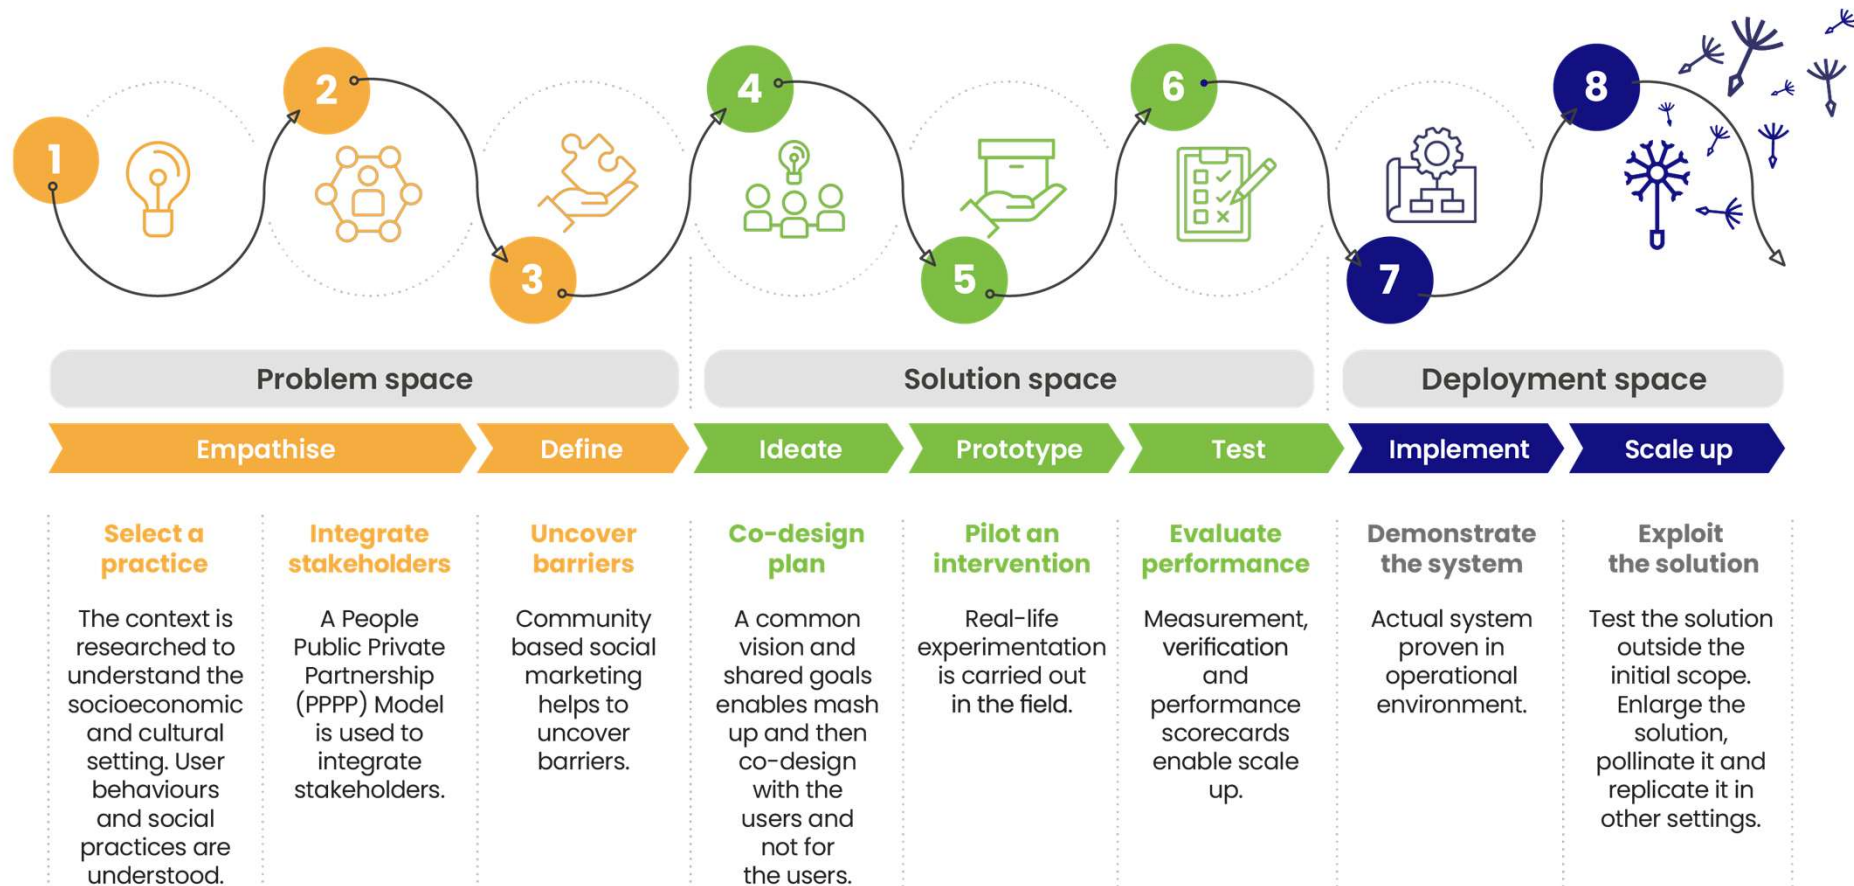 1
2
3
4
5
6
7
8
Problem space
Solution space
Deployment space
Empathise
Define
Ideate
Prototype
Test
Implement
Scale up
Select a
practice
The context is
researched to
understand the
socioeconomic
and cultural
setting. User
behaviours
and social
practices are
understood.
Integrate
stakeholders
A People
Public Private
Partnership
(PPPP) Model
is used to
integrate
stakeholders.
Uncover
barriers
Community
based social
marketing
helps to
uncover
barriers.
Co-design
plan
A common
vision and
shared goals
enables mash
up and then
co-design
with the
users and
not for
the users.
Pilot an
intervention
Real-life
experimentation
is carried out
in the field.
Evaluate
performance
Measurement,
verification
and
performance
scorecards
enable scale
up.
Demonstrate
the system
Actual system
proven in
operational
environment.
Exploit
the solution
Test the solution
outside the
initial scope.
Enlarge the
solution,
pollinate it and
replicate it in
other settings.